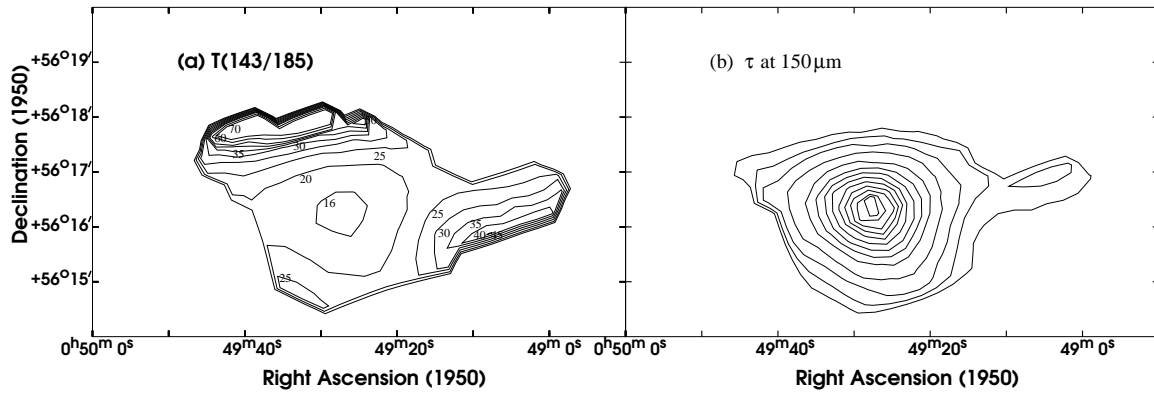 (a) T(143/185)
(b) τ at 150μm
Declination (1950)
+56°19′
+56°18′
+56°17′
+56°16′
+56°15′
70
60
35
30
25
20
16
25
30
35
40
45
25
0ʰ50ᵐ 0ˢ
49ᵐ40ˢ
49ᵐ20ˢ
49ᵐ 0ˢ
0ʰ50ᵐ 0ˢ
49ᵐ40ˢ
49ᵐ20ˢ
49ᵐ 0ˢ
Right Ascension (1950)
Right Ascension (1950)